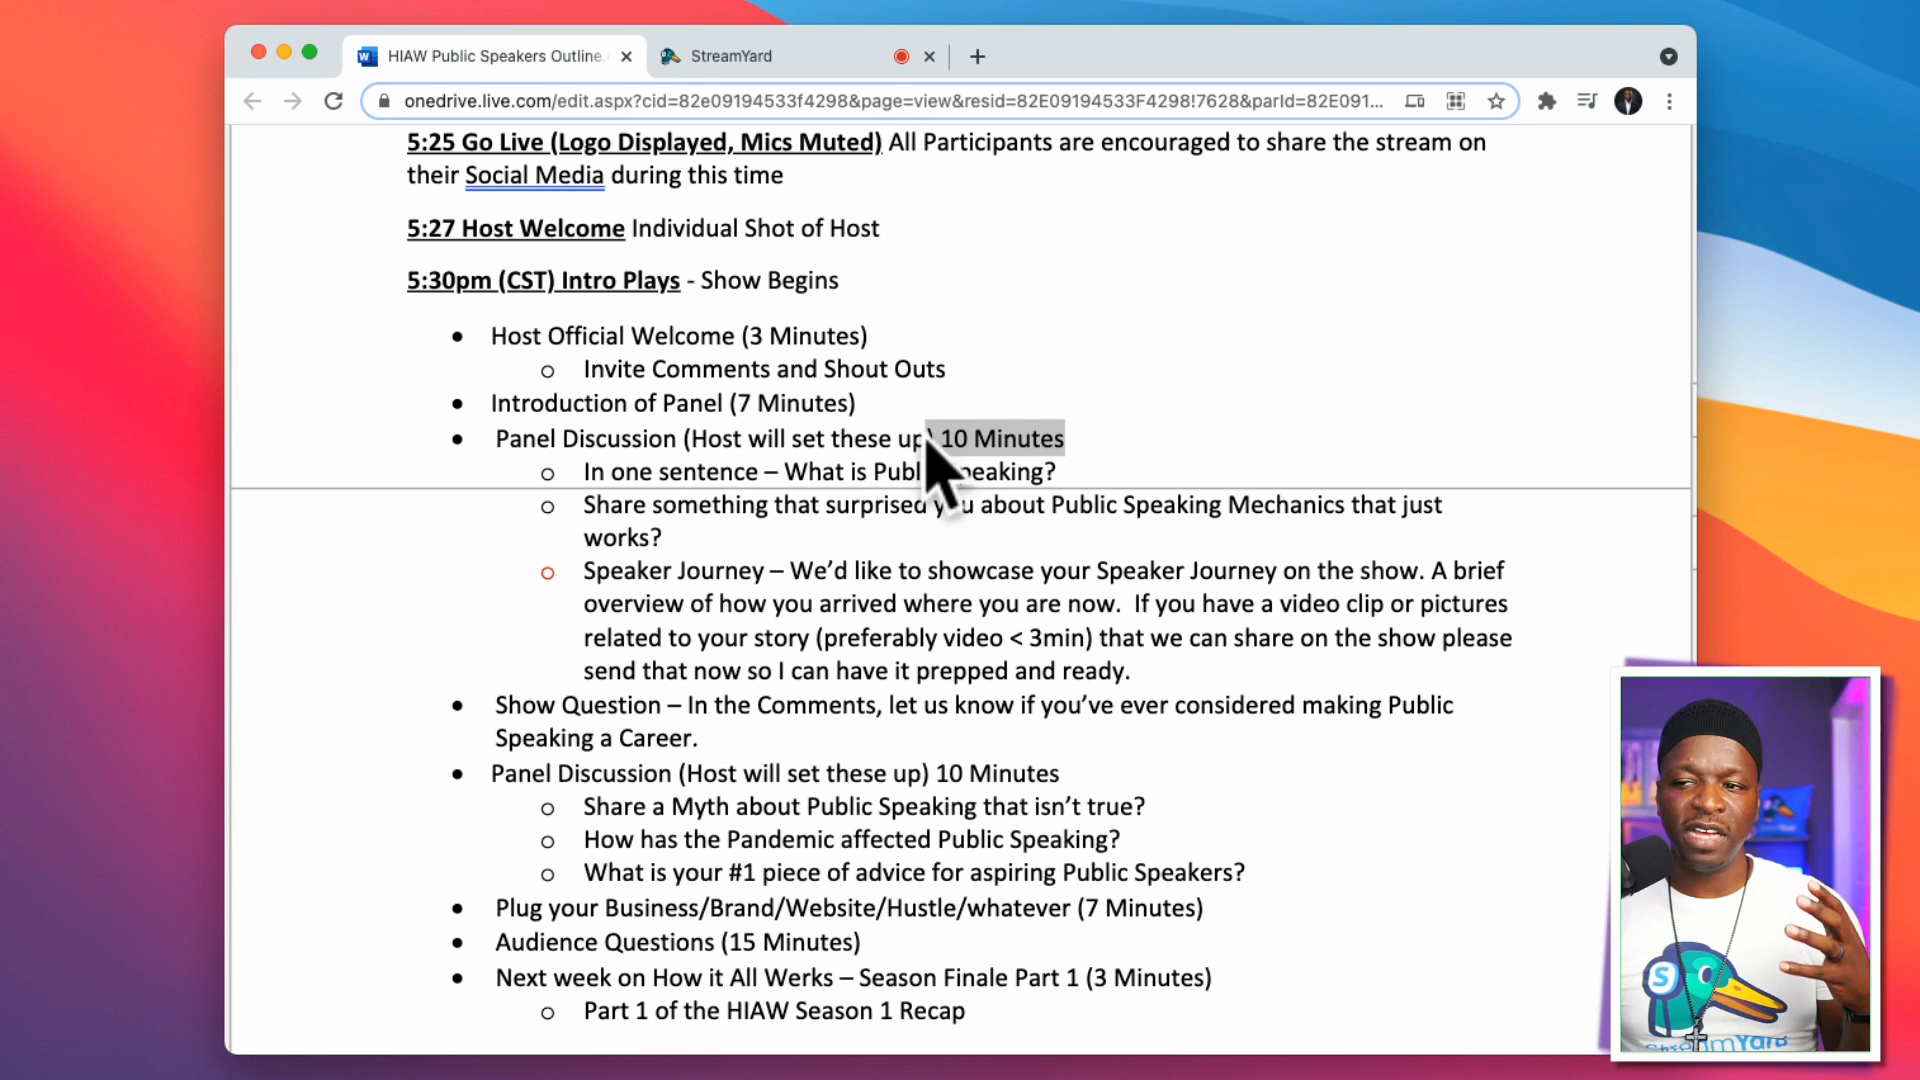 HIAW Public Speakers Outline.
StreamYard
onedrive.live.com/edit.aspx?cid=82e09194533f4298&page=view&resid=82E09194533F4298!7628&parId=82E091...
5:25 Go Live (Logo Displayed, Mics Muted) All Participants are encouraged to share the stream on
their Social Media during this time
5:27 Host Welcome Individual Shot of Host
5:30pm (CST) Intro Plays - Show Begins
• Host Official Welcome (3 Minutes)
o Invite Comments and Shout Outs
• Introduction of Panel (7 Minutes)
• Panel Discussion (Host will set these up) 10 Minutes
o In one sentence – What is Public Speaking?
o Share something that surprised you about Public Speaking Mechanics that just
works?
o Speaker Journey – We'd like to showcase your Speaker Journey on the show. A brief
overview of how you arrived where you are now.  If you have a video clip or pictures
related to your story (preferably video < 3min) that we can share on the show please
send that now so I can have it prepped and ready.
• Show Question – In the Comments, let us know if you've ever considered making Public
Speaking a Career.
• Panel Discussion (Host will set these up) 10 Minutes
o Share a Myth about Public Speaking that isn't true?
o How has the Pandemic affected Public Speaking?
o What is your #1 piece of advice for aspiring Public Speakers?
• Plug your Business/Brand/Website/Hustle/whatever (7 Minutes)
• Audience Questions (15 Minutes)
• Next week on How it All Werks – Season Finale Part 1 (3 Minutes)
o Part 1 of the HIAW Season 1 Recap
S
StreamYard